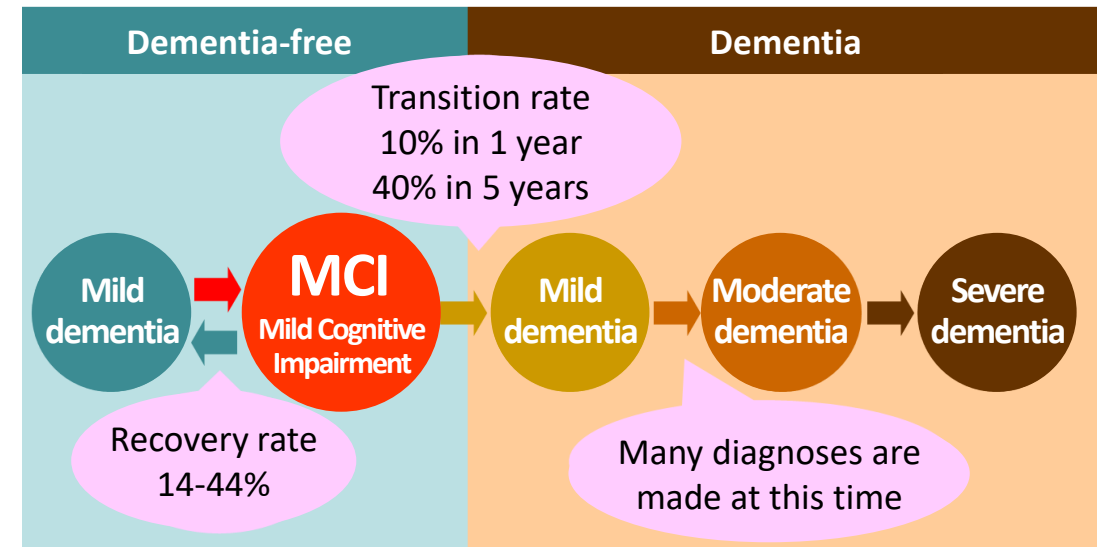 Dementia-free
Dementia
Transition rate
10% in 1 year
40% in 5 years
Mild
dementia
MCI
Mild Cognitive
Impairment
Mild
dementia
Moderate
dementia
Severe
dementia
Recovery rate
14-44%
Many diagnoses are
made at this time